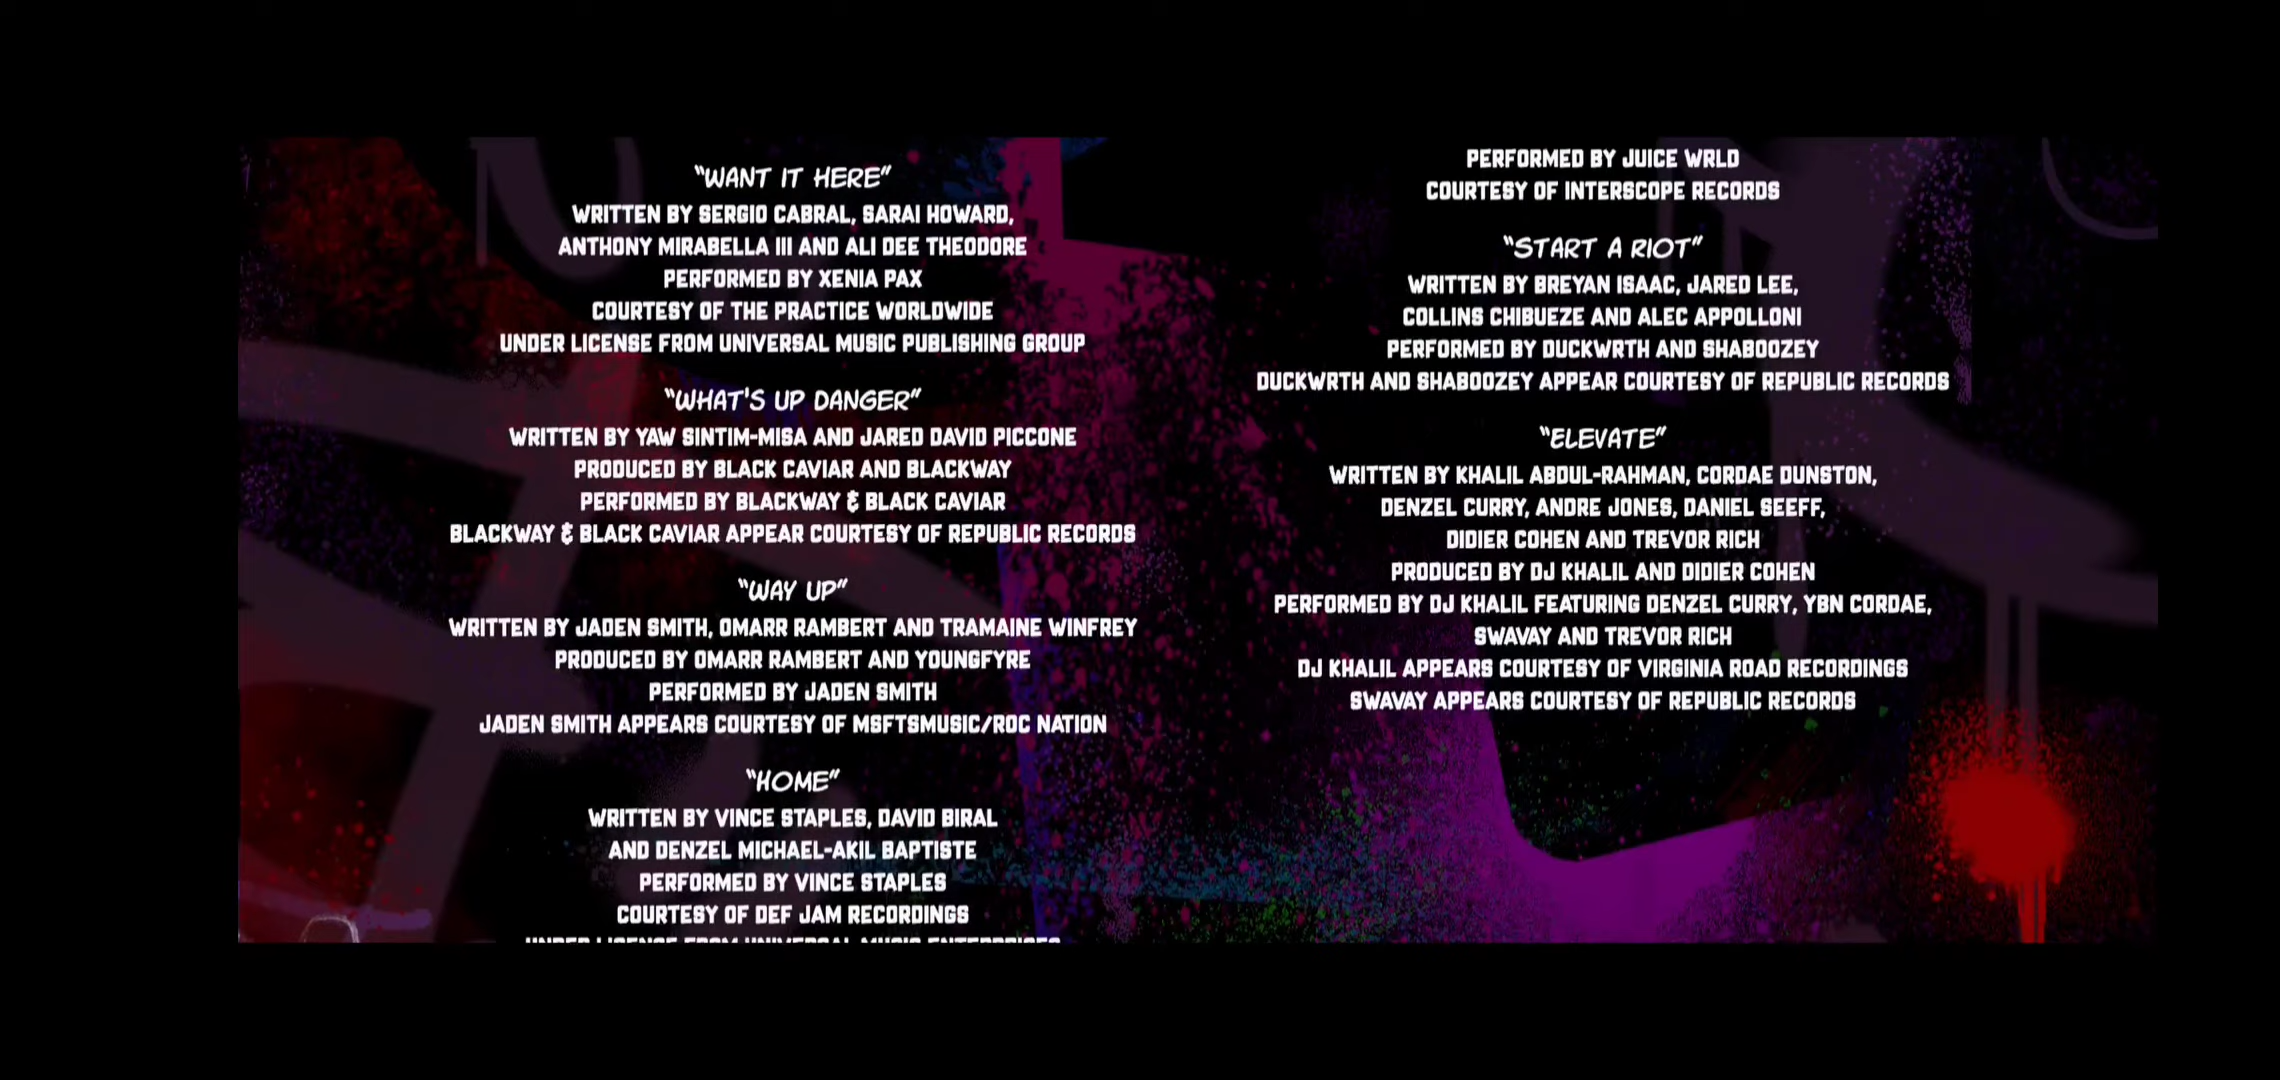 "WANT IT HERE"
WRITTEN BY SERGIO CABRAL, SARAI HOWARD,
ANTHONY MIRABELLA III AND ALI DEE THEODORE
PERFORMED BY XENIA PAX
COURTESY OF THE PRACTICE WORLDWIDE
UNDER LICENSE FROM UNIVERSAL MUSIC PUBLISHING GROUP
"WHAT'S UP DANGER"
WRITTEN BY YAW SINTIM-MISA AND JARED DAVID PICCONE
PRODUCED BY BLACK CAVIAR AND BLACKWAY
PERFORMED BY BLACKWAY & BLACK CAVIAR
BLACKWAY & BLACK CAVIAR APPEAR COURTESY OF REPUBLIC RECORDS
"WAY UP"
WRITTEN BY JADEN SMITH, OMARR RAMBERT AND TRAMAINE WINFREY
PRODUCED BY OMARR RAMBERT AND YOUNGFYRE
PERFORMED BY JADEN SMITH
JADEN SMITH APPEARS COURTESY OF MSFTSMUSIC/ROC NATION
"HOME"
WRITTEN BY VINCE STAPLES, DAVID BIRAL
AND DENZEL MICHAEL-AKIL BAPTISTE
PERFORMED BY VINCE STAPLES
COURTESY OF DEF JAM RECORDINGS
UNDER LICENSE FROM UNIVERSAL MUSIC ENTERPRISES
PERFORMED BY JUICE WRLD
COURTESY OF INTERSCOPE RECORDS
"START A RIOT"
WRITTEN BY BREYAN ISAAC, JARED LEE,
COLLINS CHIBUEZE AND ALEC APPOLLONI
PERFORMED BY DUCKWRTH AND SHABOOZEY
DUCKWRTH AND SHABOOZEY APPEAR COURTESY OF REPUBLIC RECORDS
"ELEVATE"
WRITTEN BY KHALIL ABDUL-RAHMAN, CORDAE DUNSTON,
DENZEL CURRY, ANDRE JONES, DANIEL SEEFF,
DIDIER COHEN AND TREVOR RICH
PRODUCED BY DJ KHALIL AND DIDIER COHEN
PERFORMED BY DJ KHALIL FEATURING DENZEL CURRY, YBN CORDAE,
SWAVAY AND TREVOR RICH
DJ KHALIL APPEARS COURTESY OF VIRGINIA ROAD RECORDINGS
SWAVAY APPEARS COURTESY OF REPUBLIC RECORDS